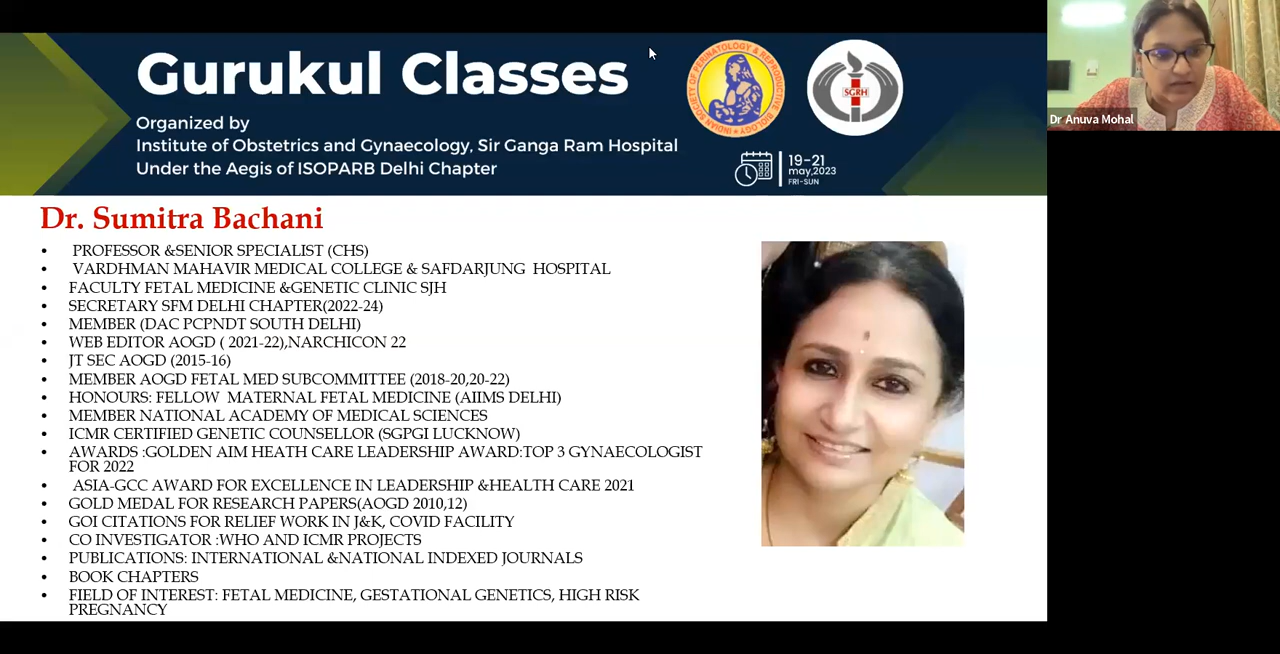 Gurukul Classes
Organized by
Institute of Obstetrics and Gynaecology, Sir Ganga Ram Hospital
Under the Aegis of ISOPARB Delhi Chapter
INDIAN SOCIETY OF PERINATOLOGY & REPRODUCTIVE BIOLOGY
SGRH
19-21
may,2023
FRI-SUN
Dr Anuva Mohal
Dr. Sumitra Bachani
• PROFESSOR &SENIOR SPECIALIST (CHS)
• VARDHMAN MAHAVIR MEDICAL COLLEGE & SAFDARJUNG HOSPITAL
• FACULTY FETAL MEDICINE &GENETIC CLINIC SJH
• SECRETARY SFM DELHI CHAPTER(2022-24)
• MEMBER (DAC PCPNDT SOUTH DELHI)
• WEB EDITOR AOGD ( 2021-22),NARCHICON 22
• JT SEC AOGD (2015-16)
• MEMBER AOGD FETAL MED SUBCOMMITTEE (2018-20,20-22)
• HONOURS: FELLOW MATERNAL FETAL MEDICINE (AIIMS DELHI)
• MEMBER NATIONAL ACADEMY OF MEDICAL SCIENCES
• ICMR CERTIFIED GENETIC COUNSELLOR (SGPGI LUCKNOW)
• AWARDS :GOLDEN AIM HEATH CARE LEADERSHIP AWARD:TOP 3 GYNAECOLOGIST
FOR 2022
• ASIA-GCC AWARD FOR EXCELLENCE IN LEADERSHIP &HEALTH CARE 2021
• GOLD MEDAL FOR RESEARCH PAPERS(AOGD 2010,12)
• GOI CITATIONS FOR RELIEF WORK IN J&K, COVID FACILITY
• CO INVESTIGATOR :WHO AND ICMR PROJECTS
• PUBLICATIONS: INTERNATIONAL &NATIONAL INDEXED JOURNALS
• BOOK CHAPTERS
• FIELD OF INTEREST: FETAL MEDICINE, GESTATIONAL GENETICS, HIGH RISK
PREGNANCY